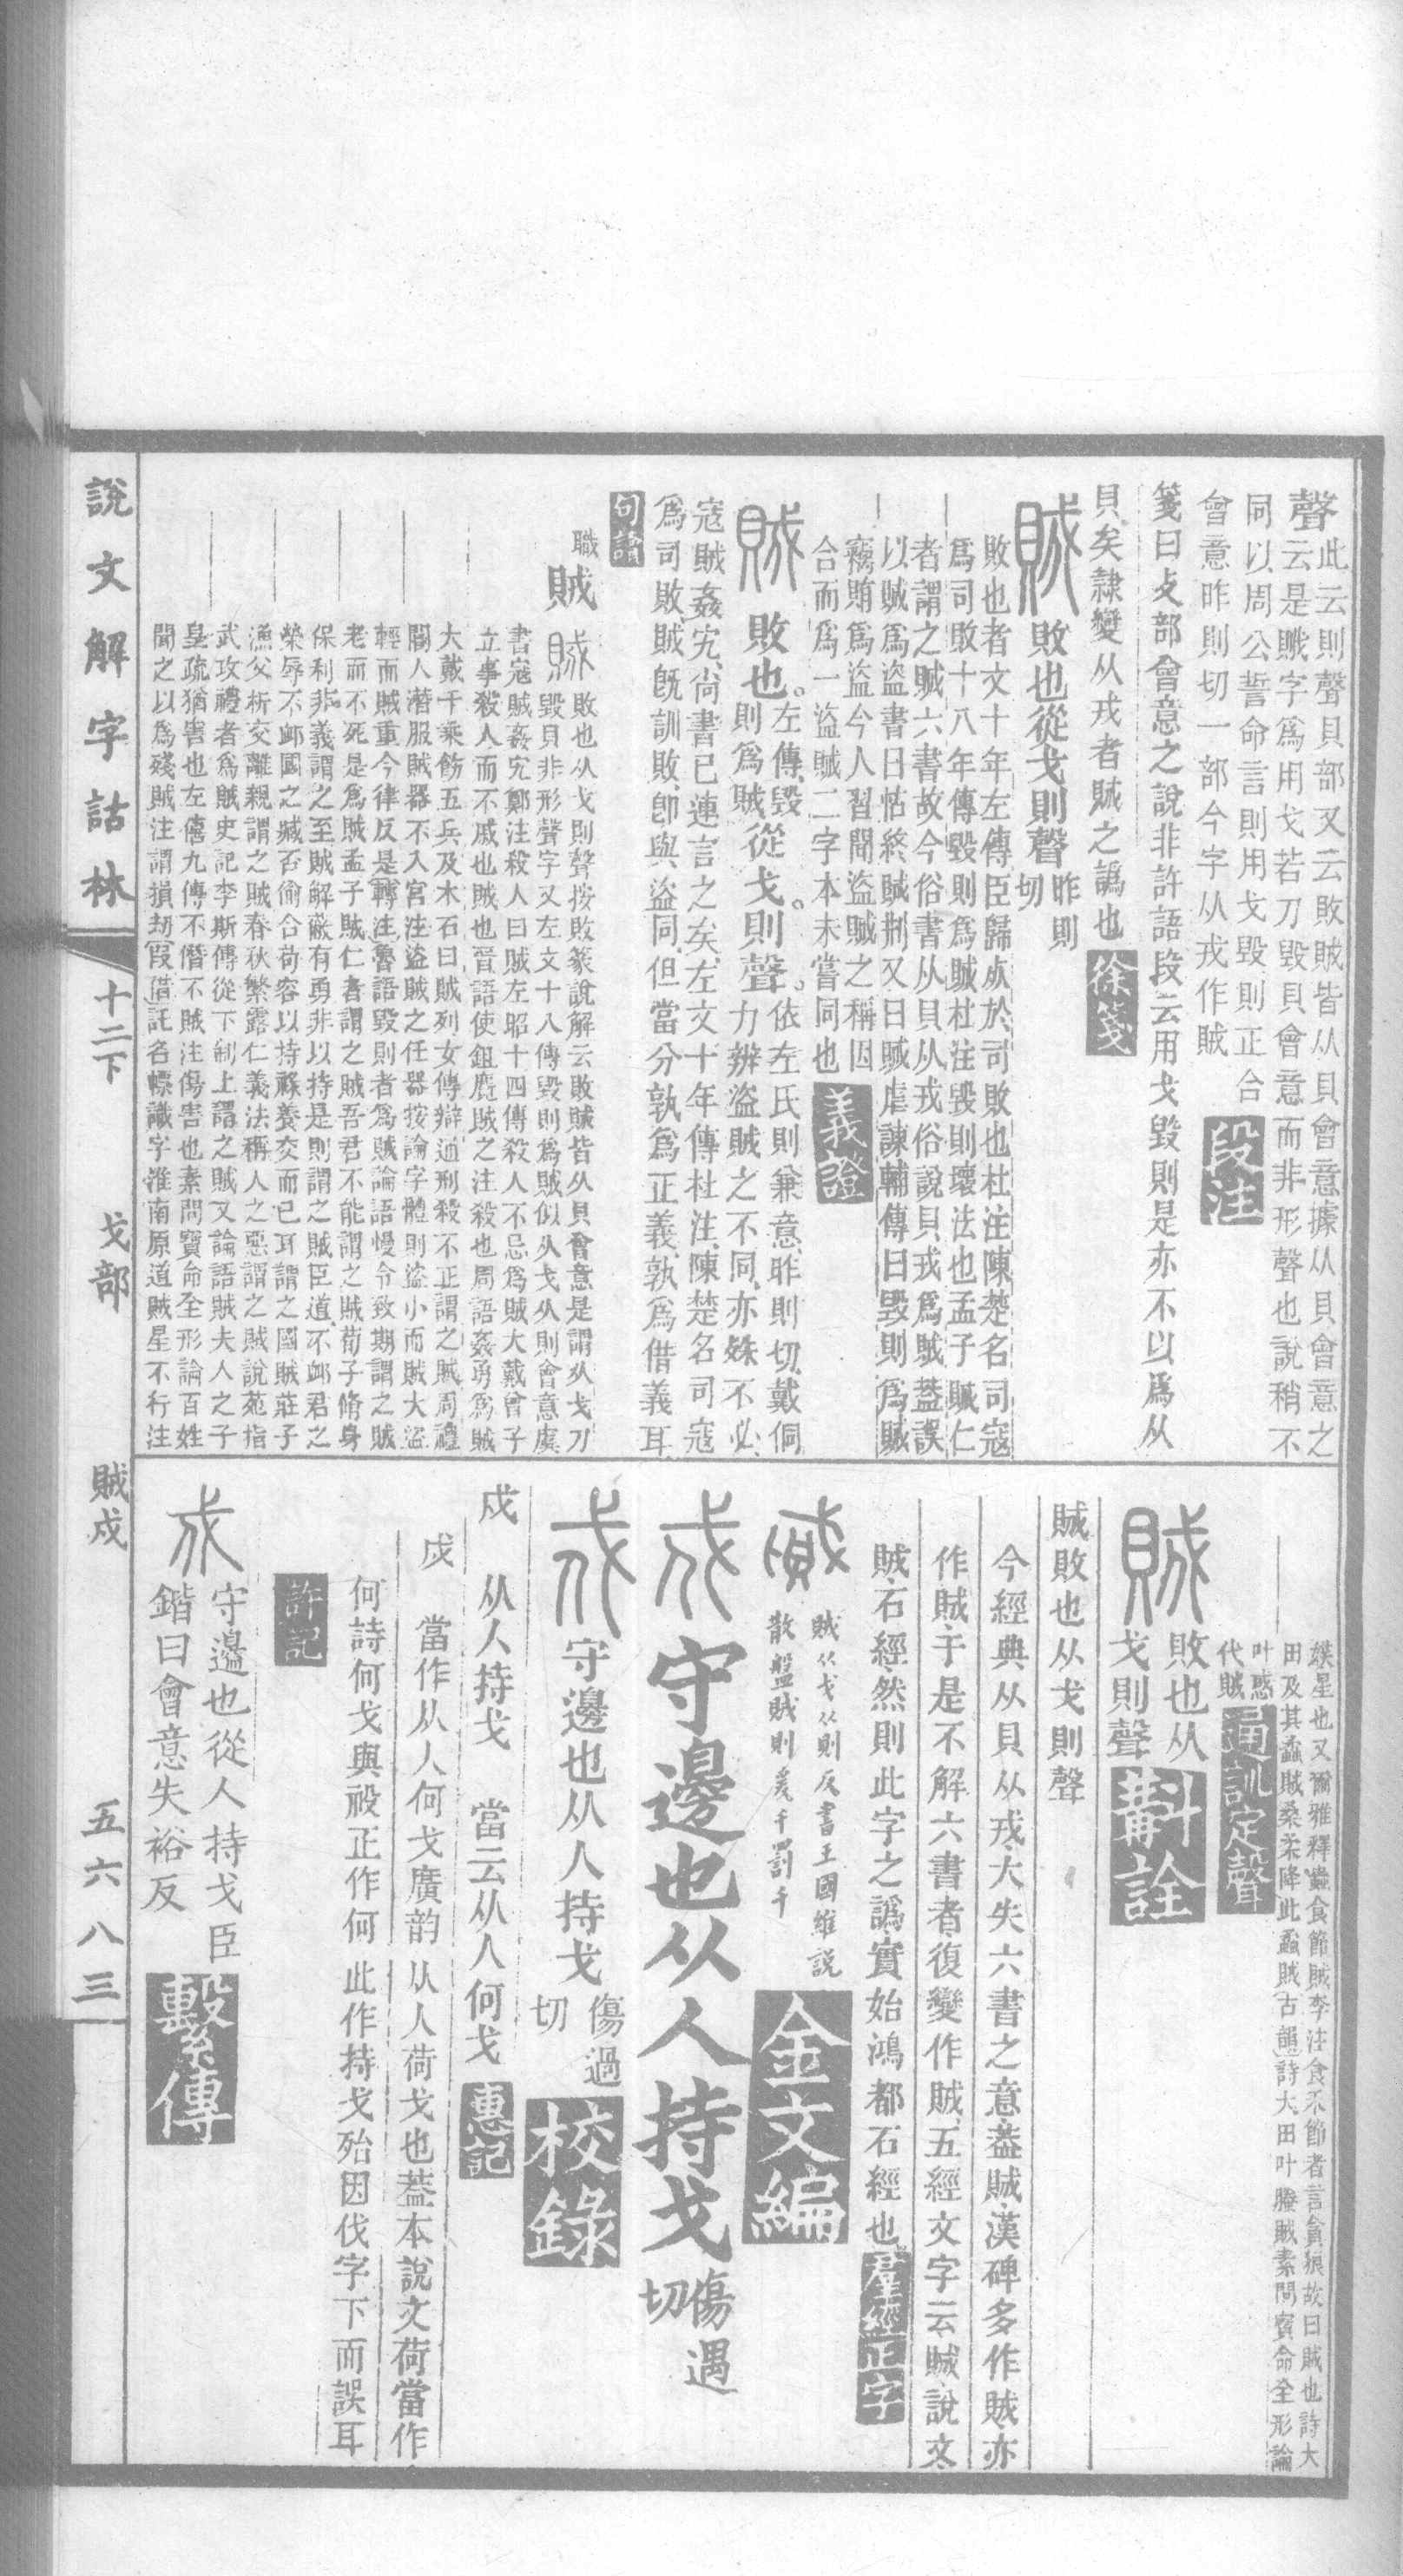 聲此云則聲貝部又云敗賊皆从貝會意據从貝會意之
云是賊字爲用戈若刀毀貝會意而非形聲也說稍不
同以周公誓命言則用戈毀則正合
會意昨則切一部今字从戎作賊
段注
箋曰攴部會意之說非許語段云用戈毀則是亦不以爲从
貝矣隷變从戎者賊之譌也
徐箋
賊敗也從戈則聲昨則切
敗也者文十年左傳臣歸死於司敗也杜注陳楚名司寇
爲司敗十八年傳毀則爲賊杜注毀則壞法也孟子賊仁
者謂之賊六書故今俗書从貝从戎俗說貝戎爲賊葢誤
以賊爲盜書曰怙終賊刑又曰賊虐諫輔傳曰毀則爲賊
竊賄爲盜今人習聞盜賊之稱因
合而爲一盜賊二字本未嘗同也
義證
賊敗也。左傳、毀則爲賊從戈。則聲。依左氏則兼意、昨則切、戴侗力辨盜賊之不同、亦姝不必、
寇賊姦宄、尚書已連言之矣、左文十年傳杜注、陳楚名司寇
爲司敗、賊旣訓敗、卽與盜同、但當分孰爲正義、孰爲借義耳、
句讀
職賊
賊敗也从戈則聲按敗篆說解云敗賊皆从貝會意是謂从戈刀
毀貝非形聲字又左文十八傳毀則爲賊似从戈从則會意虞
書寇賊姦宄鄭注殺人曰賊左昭十四傳殺人不忌爲賊大戴曾子
立事殺人而不戚也賊也晉語使鉏麑賊之注殺也周語姦勇爲賊
大戴千乘飭五兵及木石曰賊列女傳辯通刑殺不正謂之賊周禮
閽人潛服賊器不入宮注盜賊之任器按論字體則盜小而賊大盜
輕而賊重今律反是轉注魯語毀則者爲賊論語慢令致期謂之賊
老而不死是爲賊孟子賊仁者謂之賊吾君不能謂之賊荀子脩身
保利非義謂之至賊解蔽有勇非以持是則謂之賊臣道不卹君之
榮辱不卹國之臧否偷合苟容以持祿養交而已耳謂之國賊莊子
漁父析交離親謂之賊春秋繁露仁義法稱人之惡謂之賊說苑指
武攻禮者爲賊史記李斯傳從下制上謂之賊又論語賊夫人之子
皇疏猶害也左僖九傳不僭不賊注傷害也素問寶命全形論百姓
聞之以爲殘賊注謂損劫假借託名幖識字淮南原道賊星不行注
說文解字詁林 十二下 戈部 賊戍 五六八三
娛星也又爾雅釋蟲食節賊李注食禾節者言貪狼故曰賊也詩大
田及其蟊賊桑柔降此蟊賊古韻詩大田叶螣賊素問寶命全形論
叶惑
代賊
通訓定聲
賊敗也从戈則聲
斠詮
賊敗也从戈則聲
今經典从貝从戎、大失六書之意、葢賊、漢碑多作賊、亦
作賊、于是不解六書者、復變作賊、五經文字云賊、說文
賊、石經、然則此字之譌、實始鴻都石經也
羣經正字
賊从戈从則反書王國維說
散盤賊則爰千罰千
金文編
戍守邊也从人持戈傷遇切
戍守邊也从人持戈傷過切
校錄
戍 从人持戈 當云从人何戈
惠記
戍 當作从人何戈廣韵 从人荷戈也葢本說文荷當作
何詩何戈與祋正作何 此作持戈殆因伐字下而誤耳
許記
戍守邊也從人持戈臣
鍇曰會意失裕反
繫傳